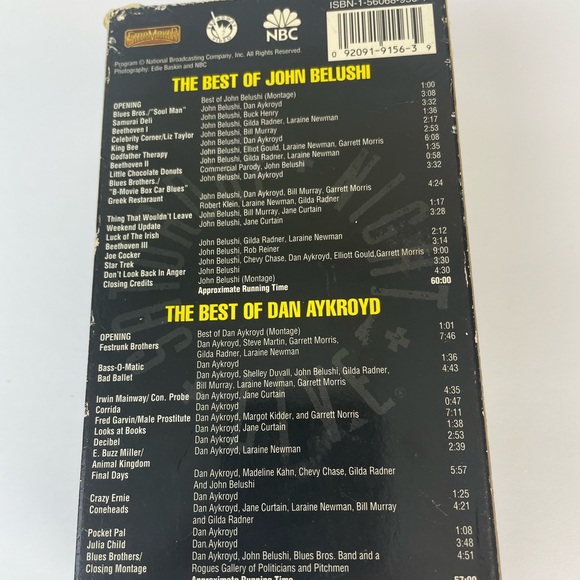 ISBN-1-56068-956-
GOODTIMES
NBC
0 92091-9156-3 9
Program © National Broadcasting Company, Inc. All Rights Reserved.
Photography: Edie Baskin and NBC
THE BEST OF JOHN BELUSHI
OPENING Best of John Belushi (Montage) 1:00
Blues Bros./"Soul Man" John Belushi, Dan Aykroyd 3:08
Samurai Deli John Belushi, Buck Henry 3:32
Beethoven I John Belushi, Gilda Radner, Laraine Newman 1:36
Celebrity Corner/Liz Taylor John Belushi, Bill Murray 2:17
King Bee John Belushi, Dan Aykroyd 2:53
Godfather Therapy John Belushi, Elliot Gould, Laraine Newman, Garrett Morris 6:08
Beethoven II John Belushi, Gilda Radner, Laraine Newman 1:35
Little Chocolate Donuts Commercial Parody, John Belushi 0:58
Blues Brothers./ John Belushi, Dan Aykroyd 3:32
"B-Movie Box Car Blues"
Greek Restaraunt John Belushi, Dan Aykroyd, Bill Murray, Garrett Morris 4:24
Robert Klein, Laraine Newman, Gilda Radner
Thing That Wouldn't Leave John Belushi, Bill Murray, Jane Curtain 1:17
Weekend Update John Belushi, Jane Curtain 3:28
Luck of The Irish
Beethoven III John Belushi, Gilda Radner, Laraine Newman 2:12
Joe Cocker John Belushi, Rob Reiner 3:14
Star Trek John Belushi, Chevy Chase. Dan Aykroyd, Elliott Gould,Garrett Morris 9:00
Don't Look Back In Anger John Belushi 3:30
Closing Credits John Belushi (Montage) 4:30
Approximate Running Time 60:00
THE BEST OF DAN AYKROYD
OPENING Best of Dan Aykroyd (Montage) 1:01
Festrunk Brothers Dan Aykroyd, Steve Martin, Garrett Morris, 7:46
Gilda Radner, Laraine Newman
Bass-O-Matic Dan Aykroyd 1:36
Bad Ballet Dan Aykroyd, Shelley Duvall, John Belushi, Gilda Radner, 4:43
Bill Murray, Laraine Newman, Garrett Morris
Irwin Mainway/ Con. Probe Dan Aykroyd, Jane Curtain 4:35
Corrida Dan Aykroyd 0:47
Fred Garvin/Male Prostitute Dan Aykroyd, Margot Kidder, and Garrett Norris 7:11
Looks at Books Dan Aykroyd, Jane Curtain 1:38
Decibel Dan Aykroyd 2:53
E. Buzz Miller/ Dan Aykroyd, Laraine Newman 2:39
Animal Kingdom
Final Days Dan Aykroyd, Madeline Kahn, Chevy Chase, Gilda Radner 5:57
And John Belushi
Crazy Ernie Dan Aykroyd 1:25
Coneheads Dan Aykroyd, Jane Curtain, Laraine Newman, Bill Murray 4:21
and Gilda Radner
Pocket Pal Dan Aykroyd 1:08
Julia Child Dan Aykroyd 3:48
Blues Brothers/ Dan Aykroyd, John Belushi, Blues Bros. Band and a 4:51
Closing Montage Rogues Gallery of Politicians and Pitchmen
Approximate Running Time 57:00
SATURDAY NIGHT
LIVE